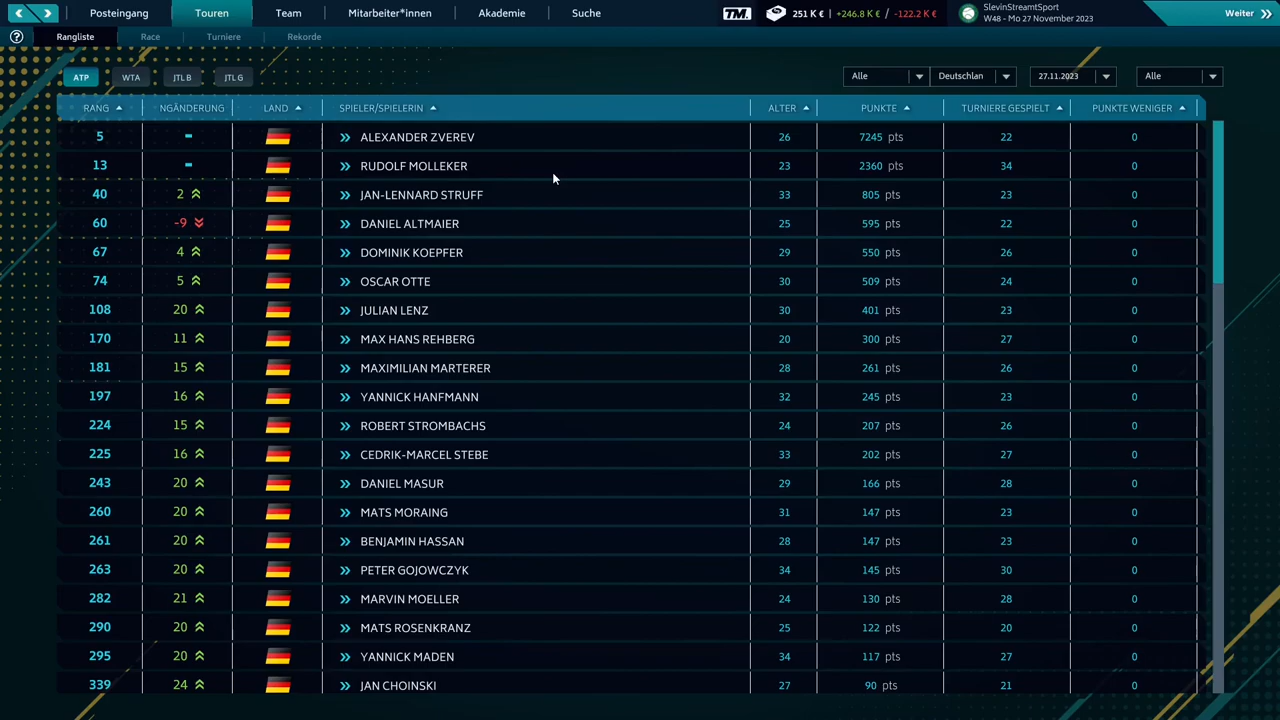 Posteingang Touren Team Mitarbeiter*innen Akademie Suche TM. 251 K € | +246.8 K € | -122.2 K € SlevinStreamtSport Weiter
W48 - Mo 27 November 2023
Rangliste Race Turniere Rekorde
ATP WTA JTL B JTL G Alle Deutschlan 27.11.2023 Alle
RANG NGÄNDERUNG LAND SPIELER/SPIELERIN ALTER PUNKTE TURNIERE GESPIELT PUNKTE WENIGER
5 - ALEXANDER ZVEREV 26 7245 pts 22 0
13 - RUDOLF MOLLEKER 23 2360 pts 34 0
40 2 JAN-LENNARD STRUFF 33 805 pts 23 0
60 -9 DANIEL ALTMAIER 25 595 pts 22 0
67 4 DOMINIK KOEPFER 29 550 pts 26 0
74 5 OSCAR OTTE 30 509 pts 24 0
108 20 JULIAN LENZ 30 401 pts 23 0
170 11 MAX HANS REHBERG 20 300 pts 27 0
181 15 MAXIMILIAN MARTERER 28 261 pts 26 0
197 16 YANNICK HANFMANN 32 245 pts 23 0
224 15 ROBERT STROMBACHS 24 207 pts 26 0
225 16 CEDRIK-MARCEL STEBE 33 202 pts 27 0
243 20 DANIEL MASUR 29 166 pts 28 0
260 20 MATS MORAING 31 147 pts 23 0
261 20 BENJAMIN HASSAN 28 147 pts 23 0
263 20 PETER GOJOWCZYK 34 145 pts 30 0
282 21 MARVIN MOELLER 24 130 pts 28 0
290 20 MATS ROSENKRANZ 25 122 pts 20 0
295 20 YANNICK MADEN 34 117 pts 27 0
339 24 JAN CHOINSKI 27 90 pts 21 0